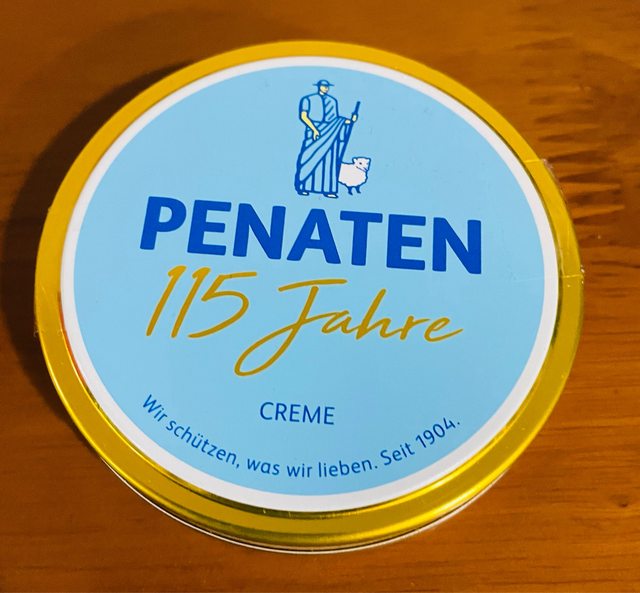 PENATEN
115 Jahre
CREME
Wir schützen, was wir lieben. Seit 1904.